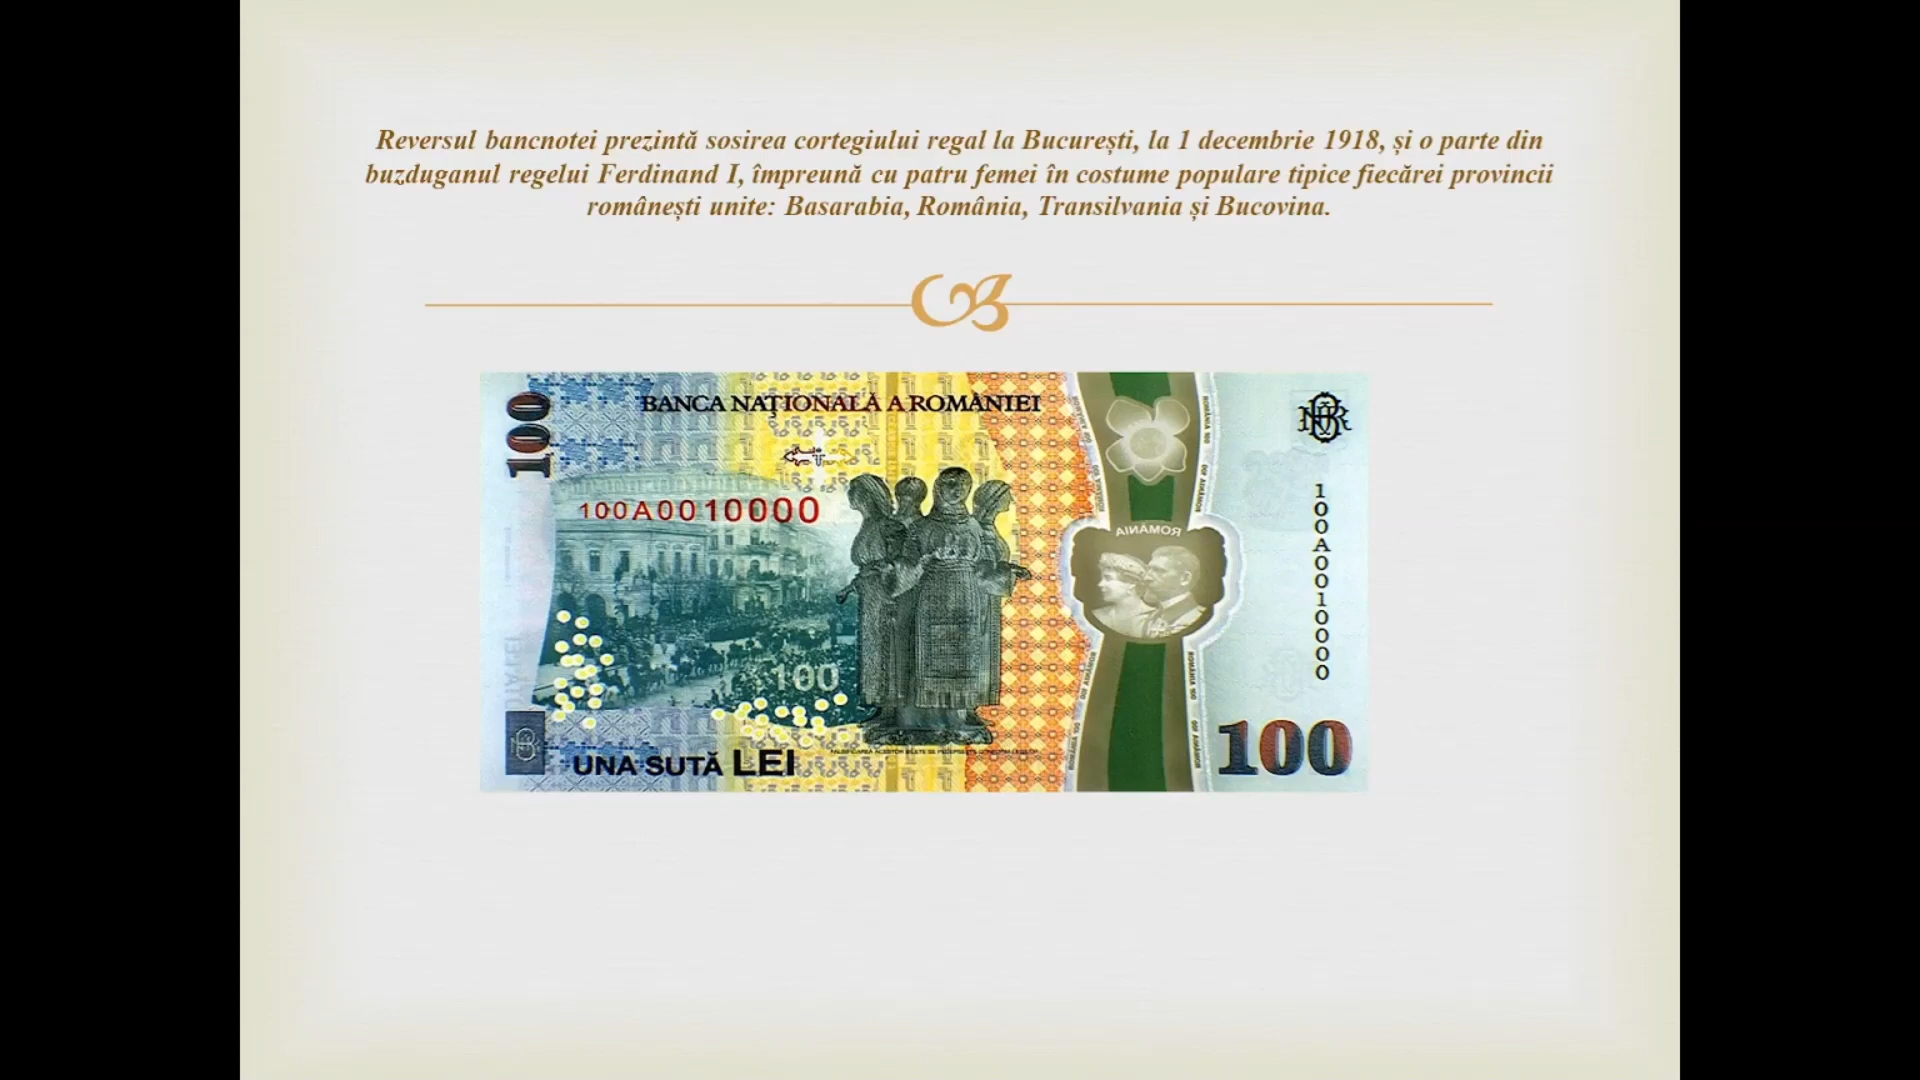 Reversul bancnotei prezintă sosirea cortegiului regal la București, la 1 decembrie 1918, și o parte din
buzduganul regelui Ferdinand I, împreună cu patru femei în costume populare tipice fiecărei provincii
românești unite: Basarabia, România, Transilvania și Bucovina.
100
BANCA NAŢIONALĂ A ROMÂNIEI
100A0010000
ROMÂNIA
100A0010000
100
UNA SUTĂ LEI
100